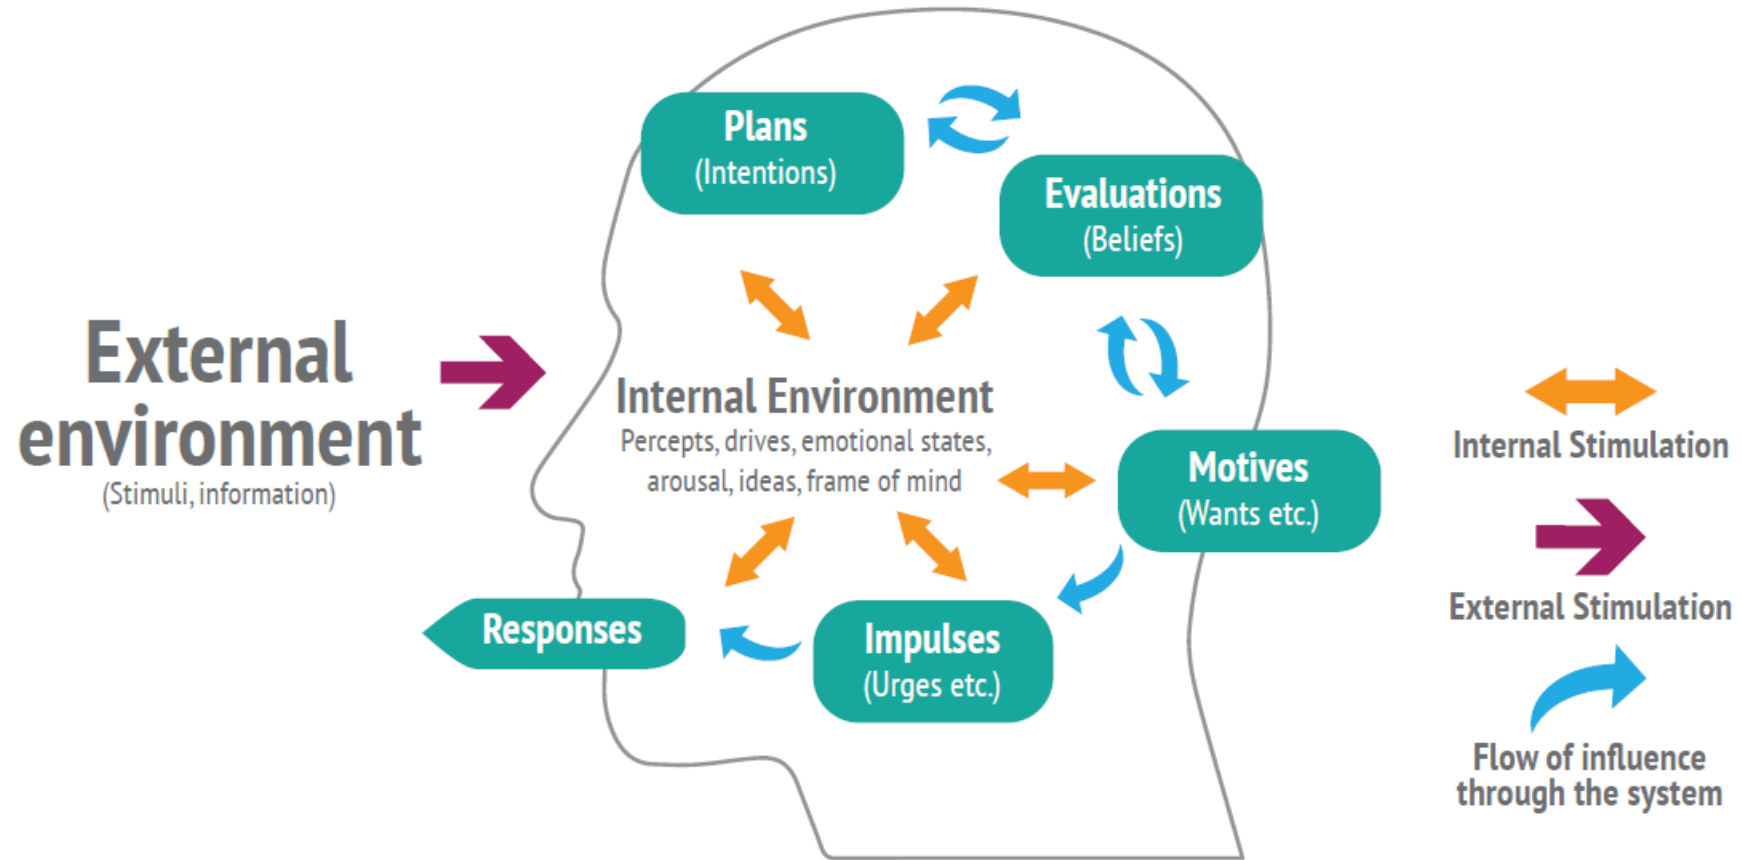 Plans
(Intentions)
Evaluations
(Beliefs)
External
environment
(Stimuli, information)
Internal Environment
Percepts, drives, emotional states,
arousal, ideas, frame of mind
Motives
(Wants etc.)
Responses
Impulses
(Urges etc.)
Internal Stimulation
External Stimulation
Flow of influence
through the system